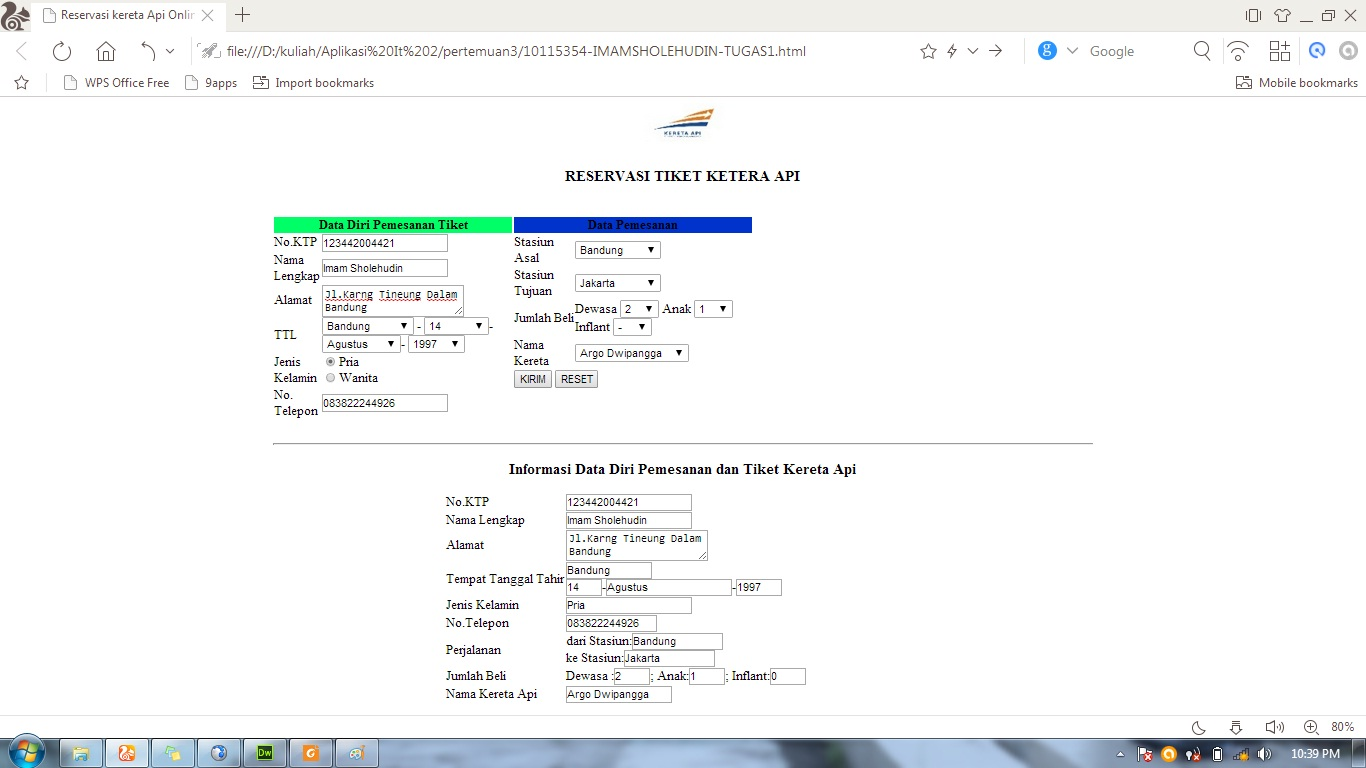 Reservasi kereta Api Onlin
file:///D:/kuliah/Aplikasi%20It%202/pertemuan3/10115354-IMAMSHOLEHUDIN-TUGAS1.html
Google
WPS Office Free 9apps Import bookmarks Mobile bookmarks
KERETA API
RESERVASI TIKET KETERA API
Data Diri Pemesanan Tiket
No.KTP 123442004421
Nama Lengkap Imam Sholehudin
Alamat Jl.Karng Tineung Dalam
Bandung
TTL Bandung - 14 -
Agustus - 1997
Jenis Kelamin Pria
Wanita
No. Telepon 083822244926
Data Pemesanan
Stasiun Asal Bandung
Stasiun Tujuan Jakarta
Jumlah Beli Dewasa 2 Anak 1
Inflant -
Nama Kereta Argo Dwipangga
KIRIM RESET
Informasi Data Diri Pemesanan dan Tiket Kereta Api
No.KTP 123442004421
Nama Lengkap Imam Sholehudin
Alamat Jl.Karng Tineung Dalam
Bandung
Tempat Tanggal Tahir Bandung
14 -Agustus -1997
Jenis Kelamin Pria
No.Telepon 083822244926
Perjalanan dari Stasiun:Bandung
ke Stasiun:Jakarta
Jumlah Beli Dewasa :2 ; Anak:1 ; Inflant:0
Nama Kereta Api Argo Dwipangga
80%
Dw
10:39 PM